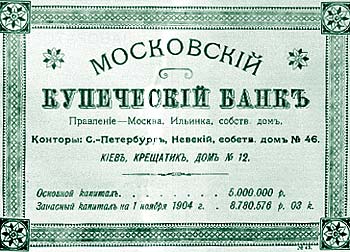 МОСКОВСКІЙ
КУПЕЧЕСКІЙ БАНКЪ
Правленіе—Москва, Ильинка, собств. домъ.
Конторы: С.-Петербургъ, Невскій, собств. домъ № 46.
КІЕВЪ, КРЕЩАТИК, ДОМЪ № 12.
Основной капиталъ . . . . . 5.000.000 р.
Запасный капиталъ на 1 ноября 1904 г. . 8.780,576 р. 03 к.